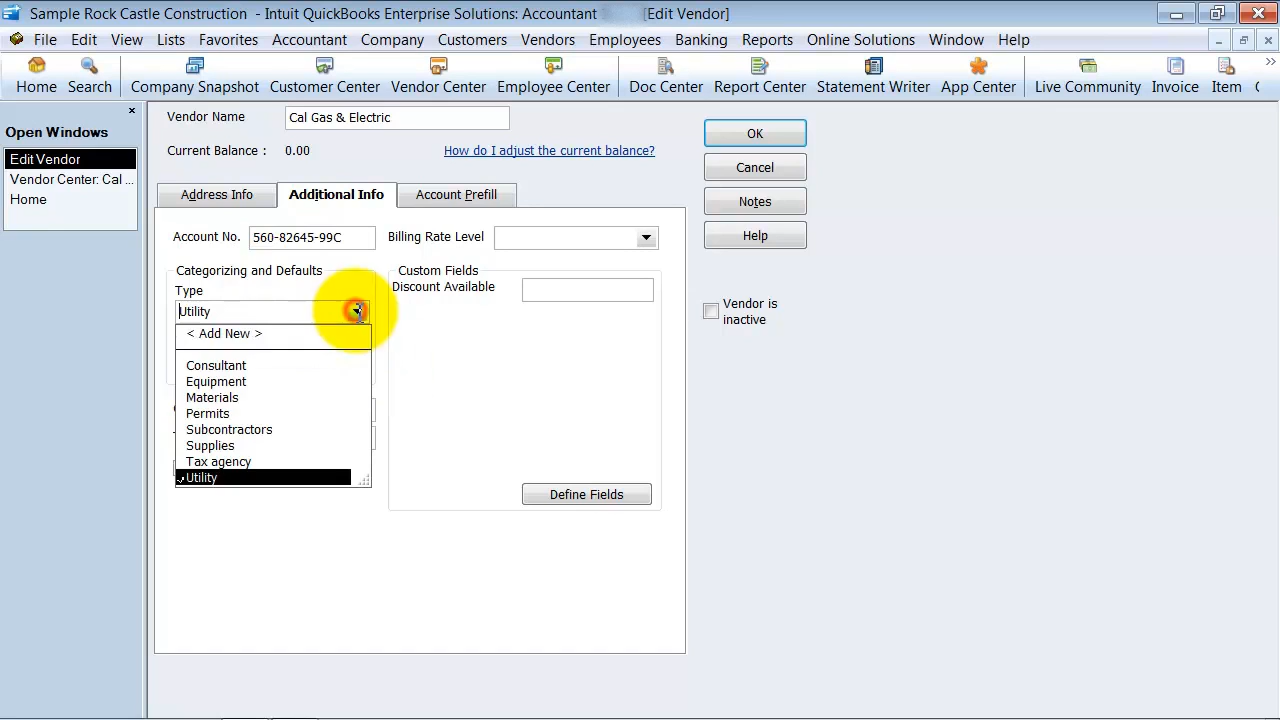 Sample Rock Castle Construction - Intuit QuickBooks Enterprise Solutions: Accountant [Edit Vendor]
File Edit View Lists Favorites Accountant Company Customers Vendors Employees Banking Reports Online Solutions Window Help
Home Search Company Snapshot Customer Center Vendor Center Employee Center Doc Center Report Center Statement Writer App Center Live Community Invoice Item
Open Windows
Edit Vendor
Vendor Center: Cal ...
Home
Vendor Name Cal Gas & Electric
Current Balance : 0.00 How do I adjust the current balance?
Address Info Additional Info Account Prefill
Account No. 560-82645-99C Billing Rate Level
Categorizing and Defaults
Type
Utility
< Add New >
Consultant
Equipment
Materials
Permits
Subcontractors
Supplies
Tax agency
Utility
Custom Fields
Discount Available
Define Fields
OK
Cancel
Notes
Help
Vendor is
inactive